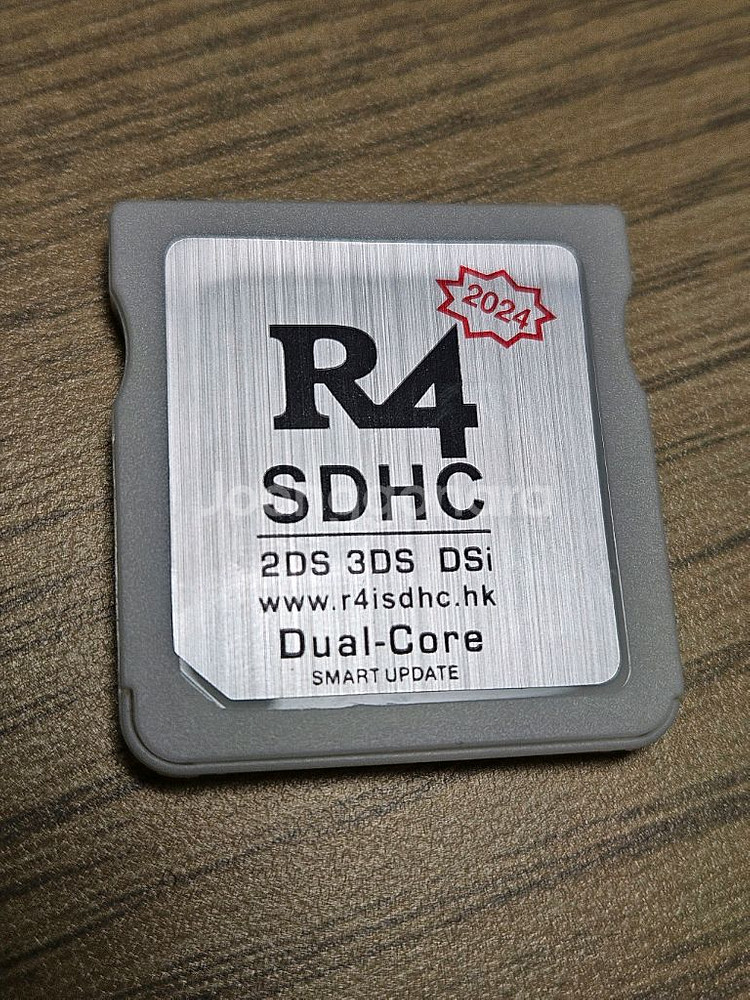 2024
R4
SDHC
2DS 3DS DSi
www.r4isdhc.hk
Dual-Core
SMART UPDATE